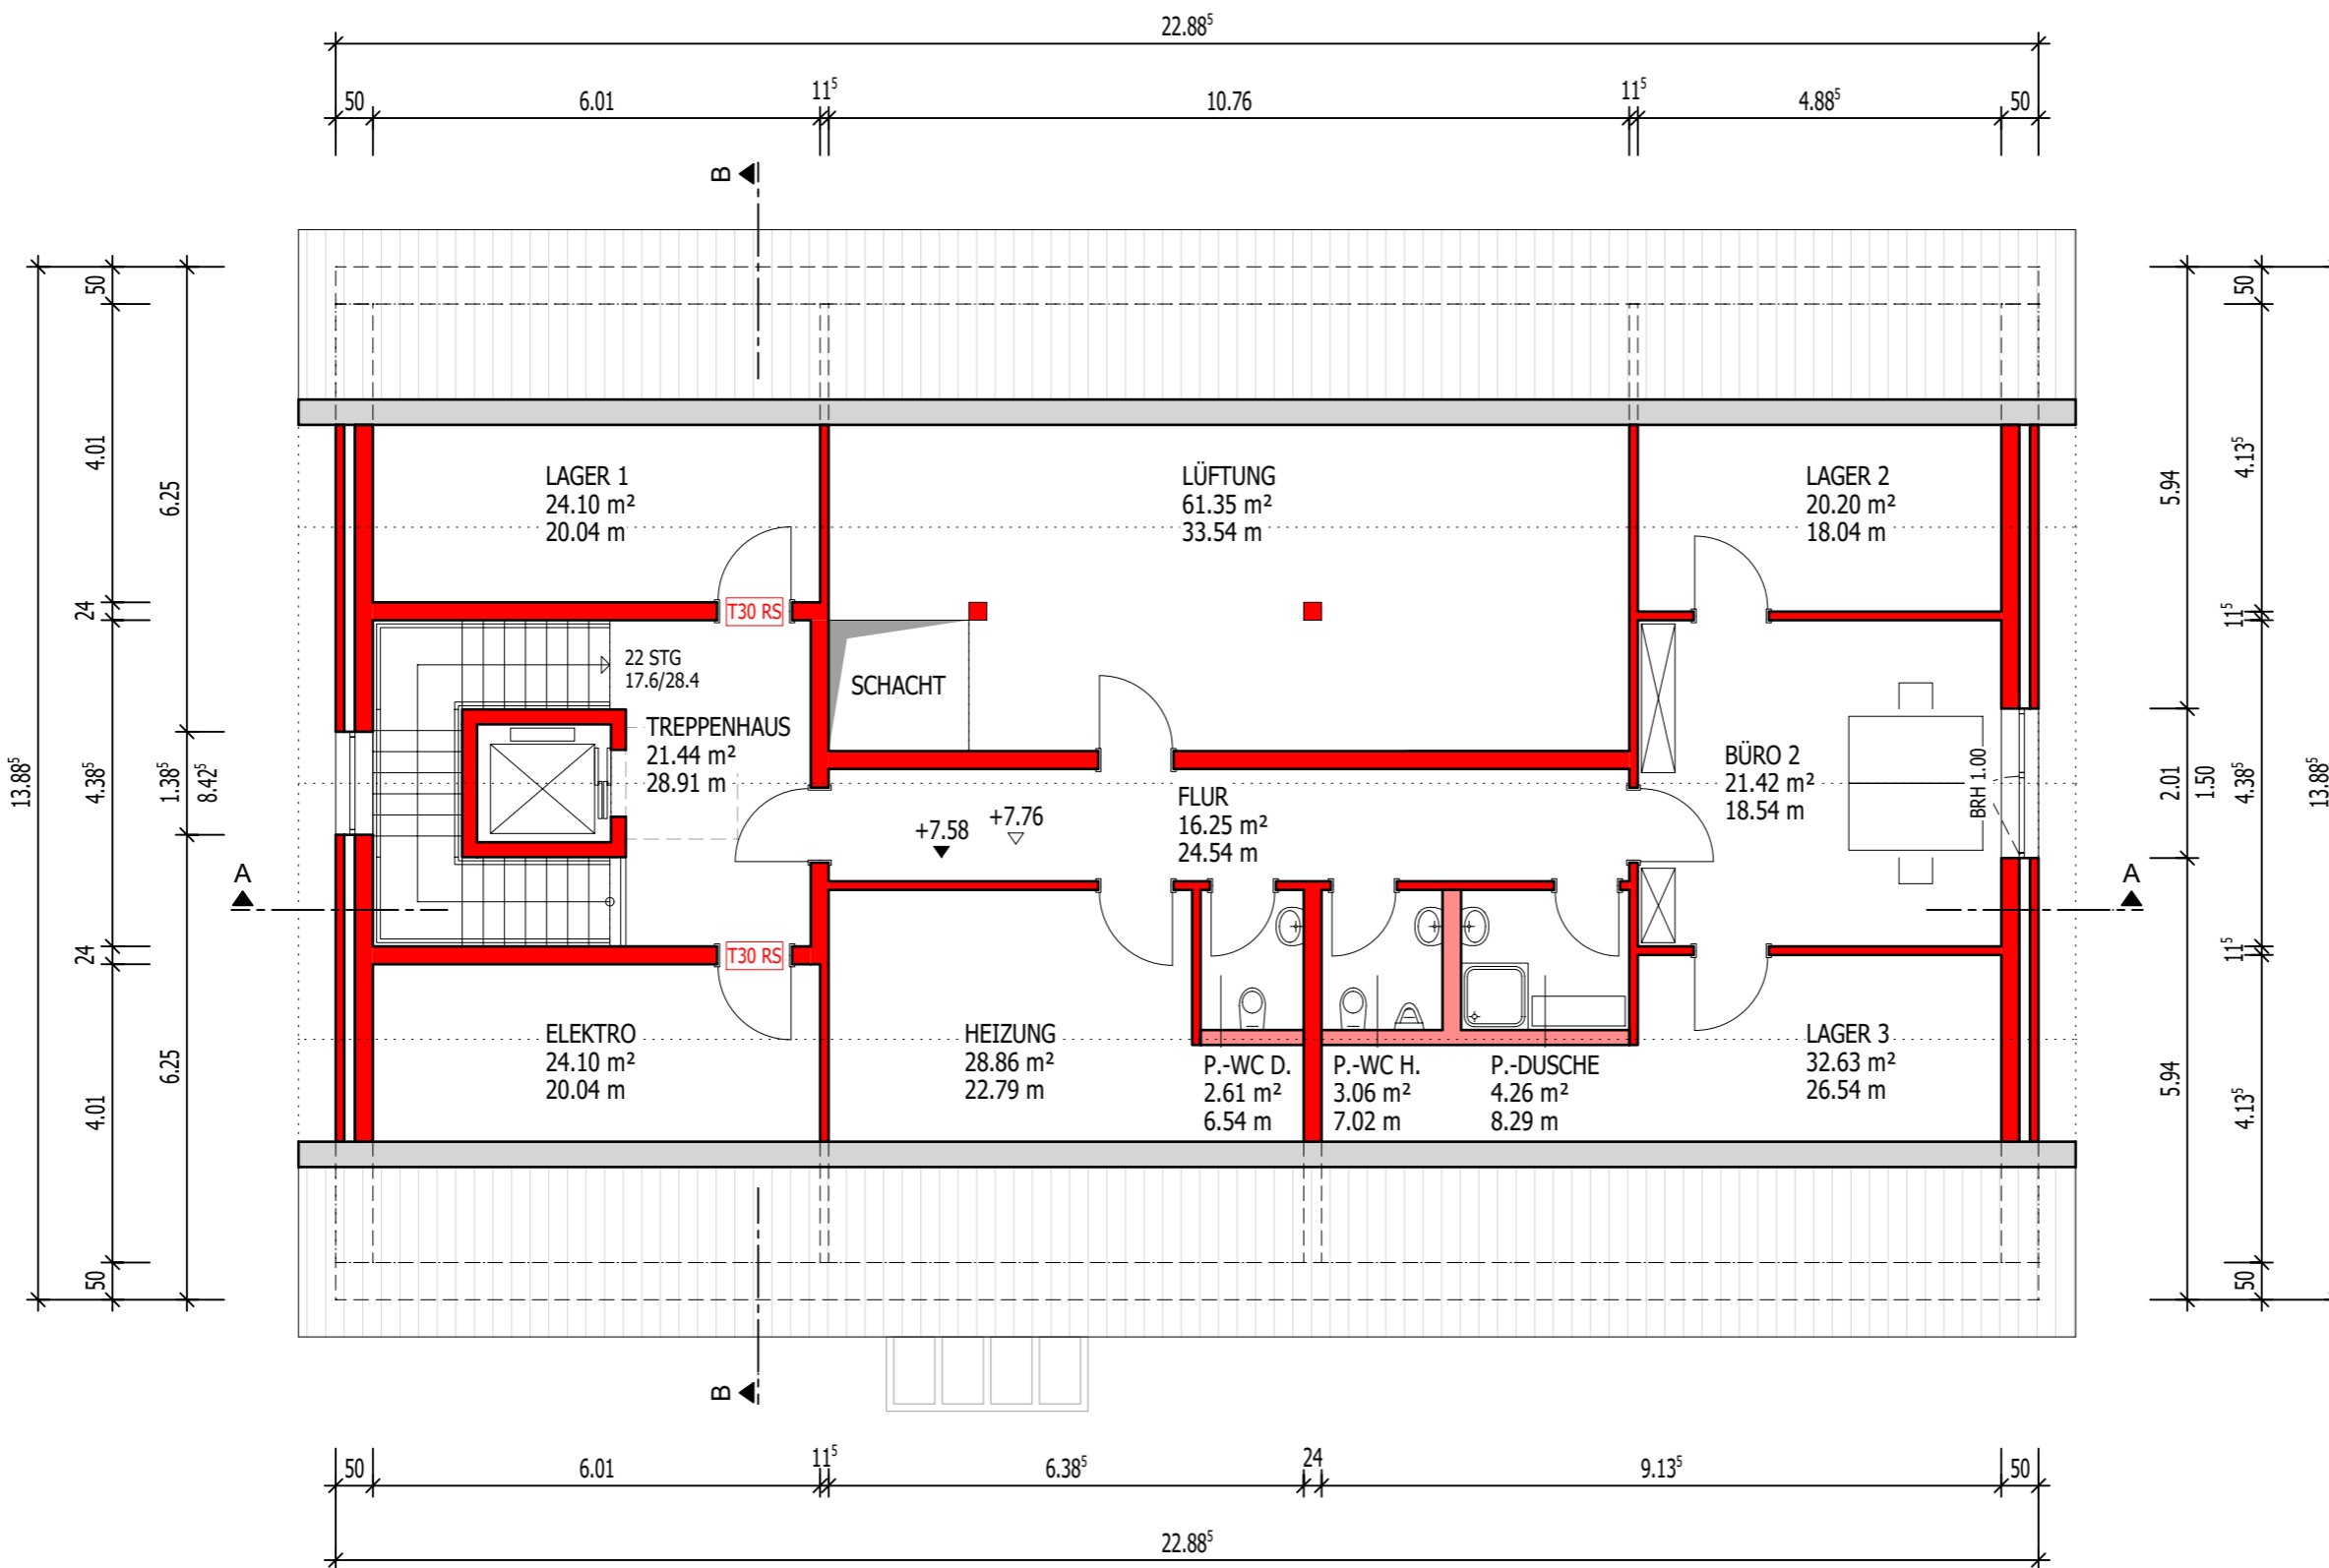 22.88⁵
50 6.01 11⁵ 10.76 11⁵ 4.88⁵ 50
B
13.88⁵
50
4.01
24
4.38⁵
24
4.01
50
6.25
1.38⁵
8.42⁵
6.25
LAGER 1
24.10 m²
20.04 m
LÜFTUNG
61.35 m²
33.54 m
LAGER 2
20.20 m²
18.04 m
T30 RS
22 STG
17.6/28.4
SCHACHT
TREPPENHAUS
21.44 m²
28.91 m
BÜRO 2
21.42 m²
18.54 m
BRH 1.00
FLUR
16.25 m²
24.54 m
+7.58
+7.76
A
A
T30 RS
ELEKTRO
24.10 m²
20.04 m
HEIZUNG
28.86 m²
22.79 m
P.-WC D.
2.61 m²
6.54 m
P.-WC H.
3.06 m²
7.02 m
P.-DUSCHE
4.26 m²
8.29 m
LAGER 3
32.63 m²
26.54 m
5.94
2.01
1.50
5.94
50
4.13⁵
11⁵
4.38⁵
11⁵
4.13⁵
50
13.88⁵
B
50 6.01 11⁵ 6.38⁵ 24 9.13⁵ 50
22.88⁵